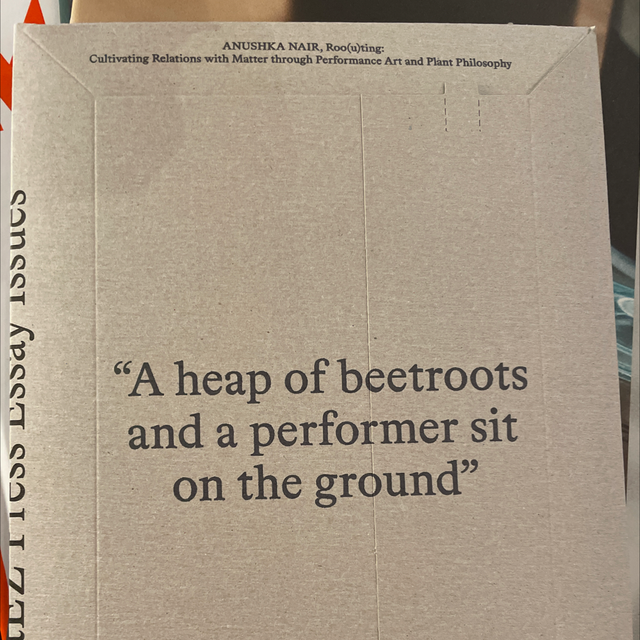 ANUSHKA NAIR, Roo(u)ting:
Cultivating Relations with Matter through Performance Art and Plant Philosophy
“A heap of beetroots
and a performer sit
on the ground”
Press Essay Issues